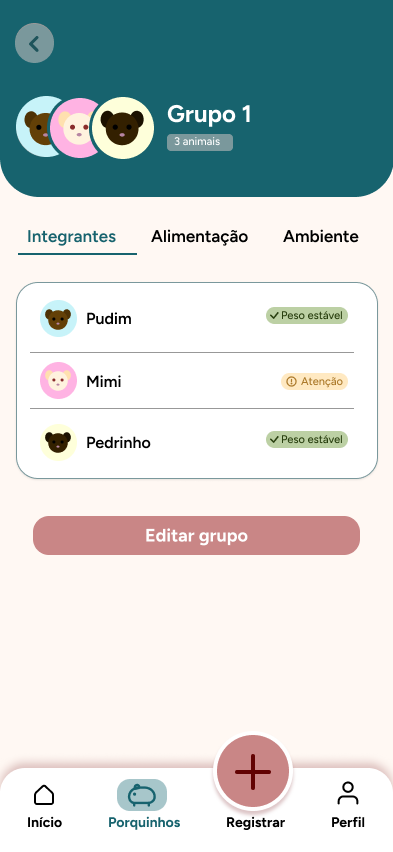 Grupo 1
3 animais
Integrantes Alimentação Ambiente
Pudim Peso estável
Mimi Atenção
Pedrinho Peso estável
Editar grupo
Início Porquinhos Registrar Perfil